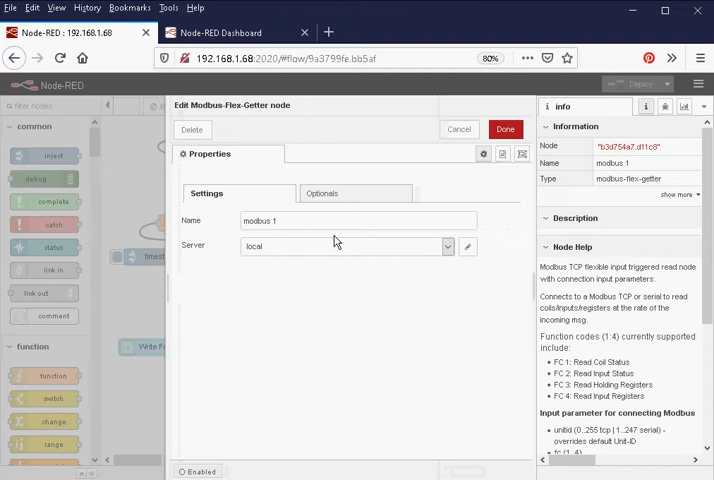 File Edit View History Bookmarks Tools Help
Node-RED : 192.168.1.68
Node-RED Dashboard
192.168.1.68:2020/#flow/9a3799fe.bb5af
80%
Node-RED
Deploy
filter nodes
common
inject
debug
complete
catch
status
link in
link out
comment
function
function
switch
change
range
timest
Write F
Edit Modbus-Flex-Getter node
Delete
Cancel
Done
Properties
Settings
Optionals
Name
modbus 1
Server
local
Enabled
info
Information
Node "b3d754a7.d11c8"
Name modbus 1
Type modbus-flex-getter
show more
Description
Node Help
Modbus TCP flexible input triggered read node
with connection input parameters.
Connects to a Modbus TCP or serial to read
coils/inputs/registers at the rate of the
incoming msg.
Function codes (1:4) currently supported
include:
• FC 1: Read Coil Status
• FC 2: Read Input Status
• FC 3: Read Holding Registers
• FC 4: Read Input Registers
Input parameter for connecting Modbus
• unitid (0..255 tcp | 1..247 serial) -
overrides default Unit-ID
• fc (1..4)